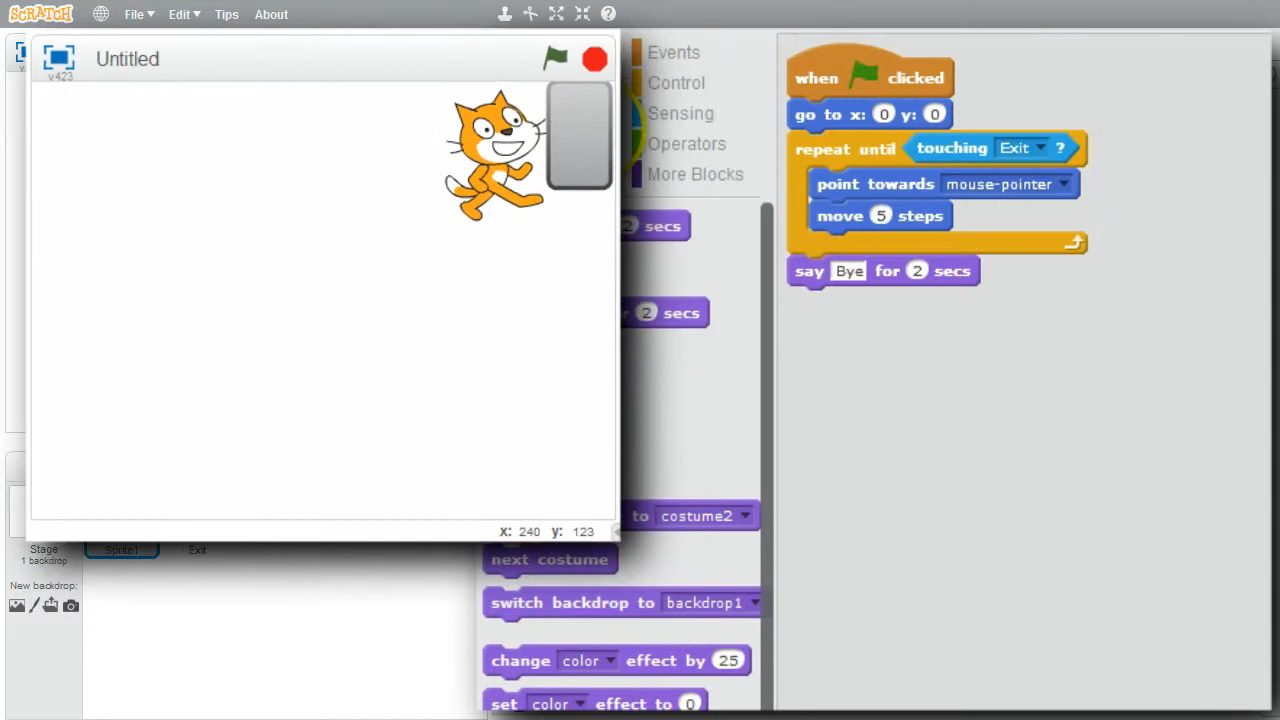 SCRATCH File Edit Tips About
Untitled
v423
x: 240 y: 123
Events
Control
Sensing
Operators
More Blocks
2 secs
2 secs
to costume2
next costume
switch backdrop to backdrop1
change color effect by 25
set color effect to 0
when clicked
go to x: 0 y: 0
repeat until touching Exit ?
point towards mouse-pointer
move 5 steps
say Bye for 2 secs
Stage
1 backdrop
Sprite1
Exit
New backdrop: